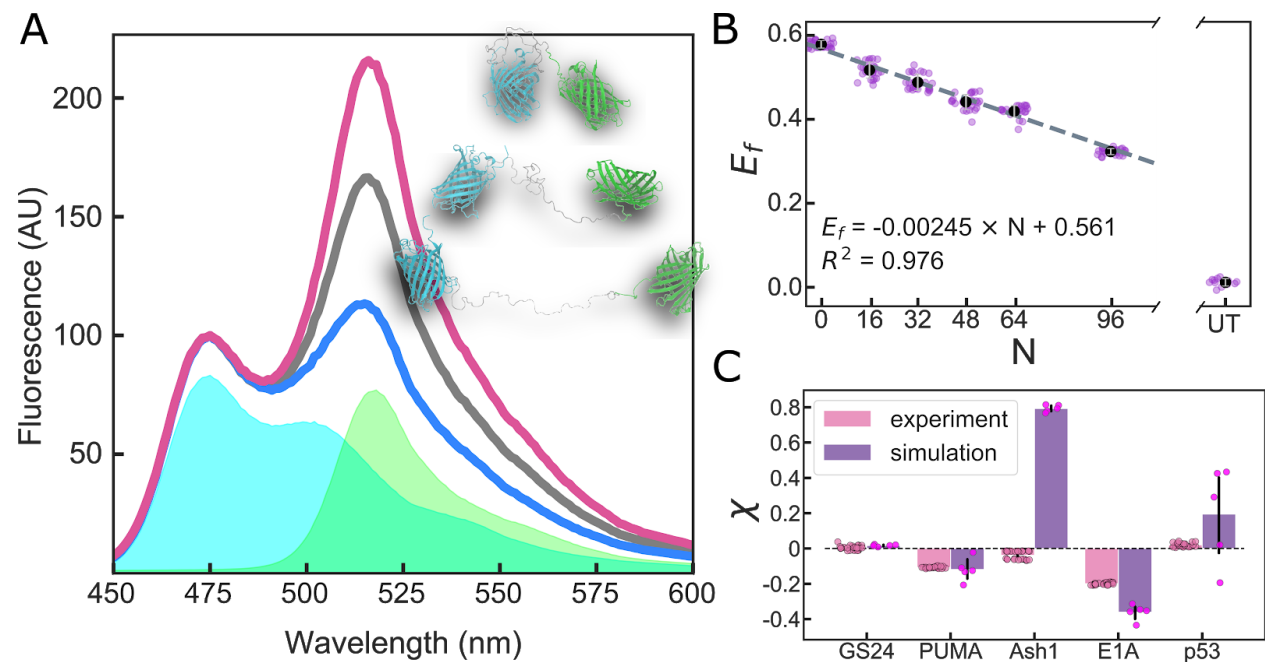 A
Fluorescence (AU)
200
150
100
50
450 475 500 525 550 575 600
Wavelength (nm)
B
E_f
0.6
0.4
0.2
0.0
E_f = -0.00245 × N + 0.561
R² = 0.976
0 16 32 48 64 96 UT
N
C
χ
0.8
0.6
0.4
0.2
0
-0.2
-0.4
experiment
simulation
GS24 PUMA Ash1 E1A p53